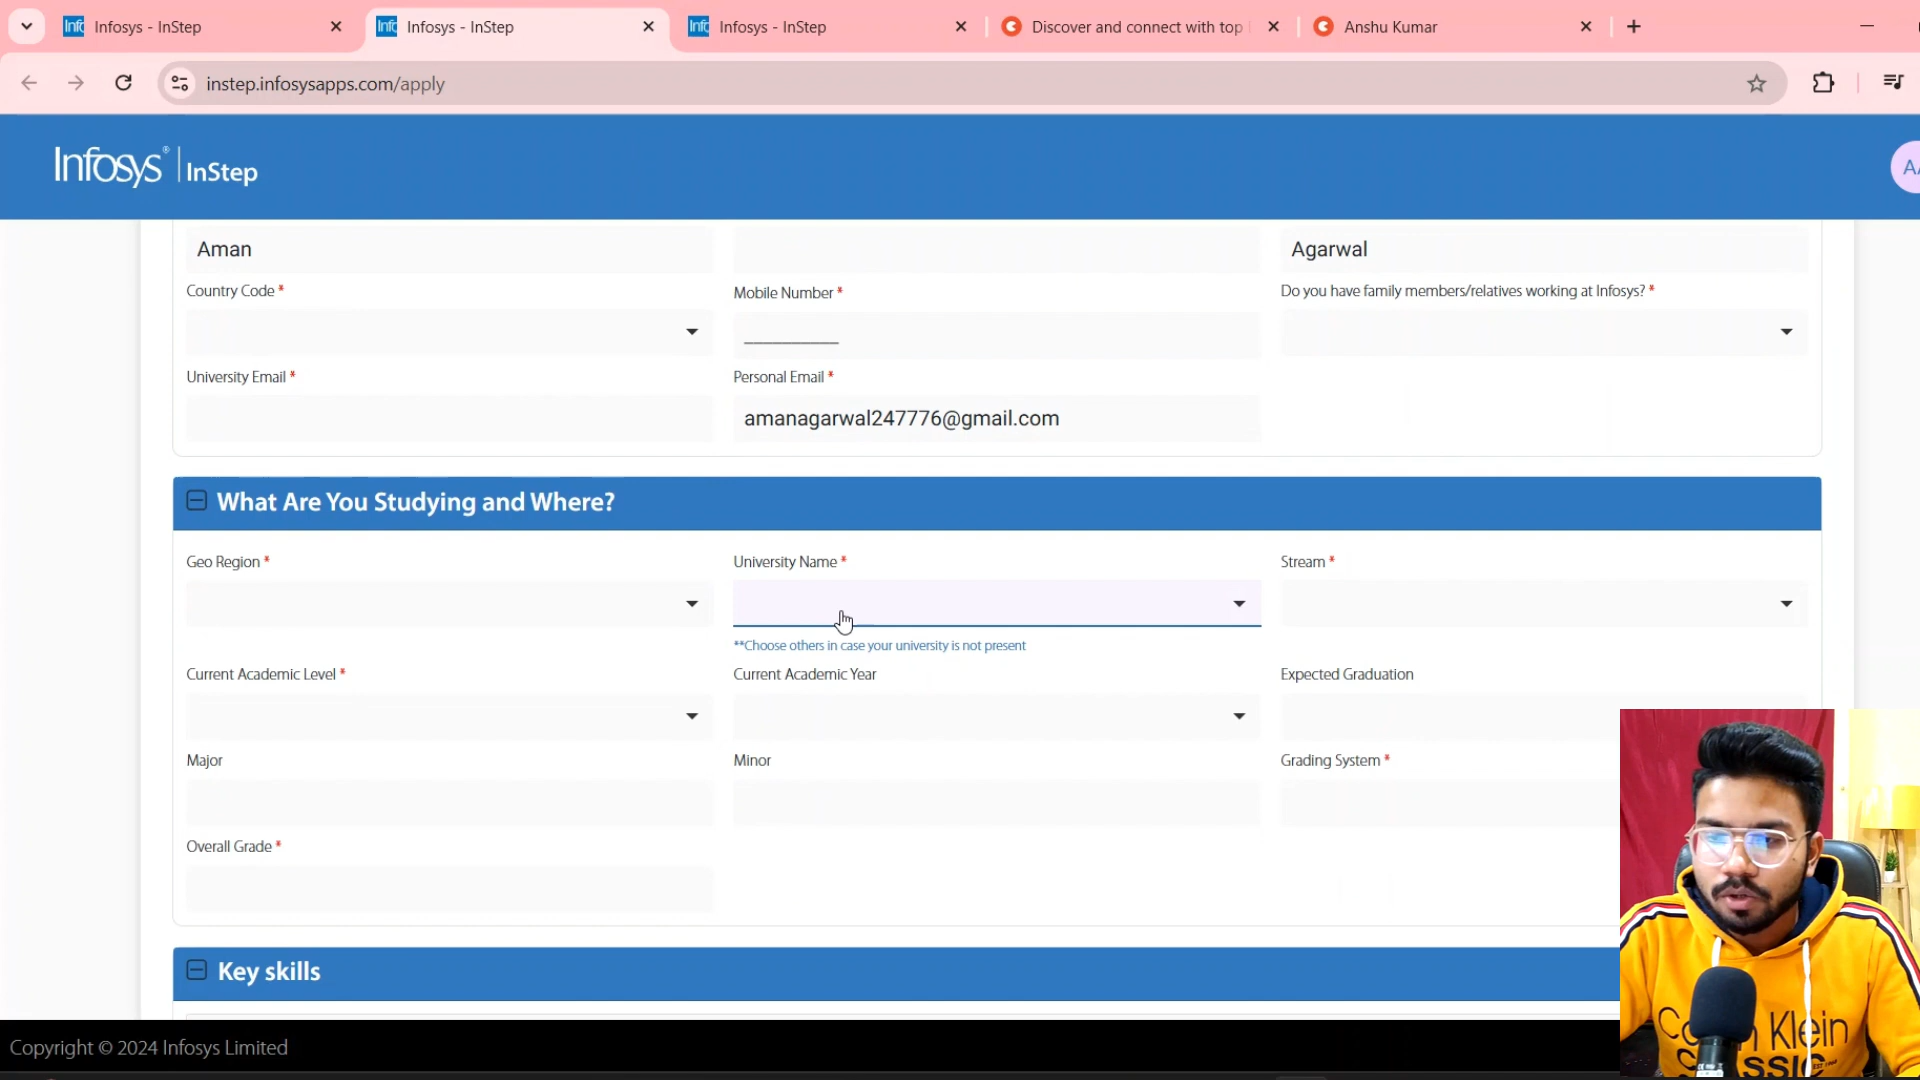 Infosys - InStep
Infosys - InStep
Infosys - InStep
Discover and connect with top
Anshu Kumar
instep.infosysapps.com/apply
Infosys® | InStep
Aman
Agarwal
Country Code *
Mobile Number *
Do you have family members/relatives working at Infosys? *
__________
University Email *
Personal Email *
amanagarwal247776@gmail.com
What Are You Studying and Where?
Geo Region *
University Name *
Stream *
**Choose others in case your university is not present
Current Academic Level *
Current Academic Year
Expected Graduation
Major
Minor
Grading System *
Overall Grade *
Key skills
Copyright © 2024 Infosys Limited
Klein